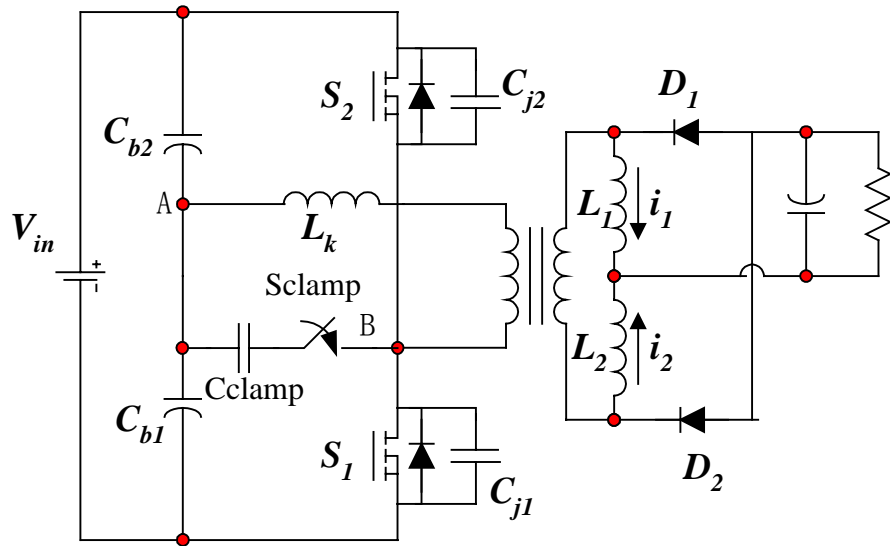 S2
Cj2
D1
Cb2
A
Lk
L1
i1
Vin
+
-
Sclamp
B
L2
i2
Cclamp
Cb1
S1
Cj1
D2